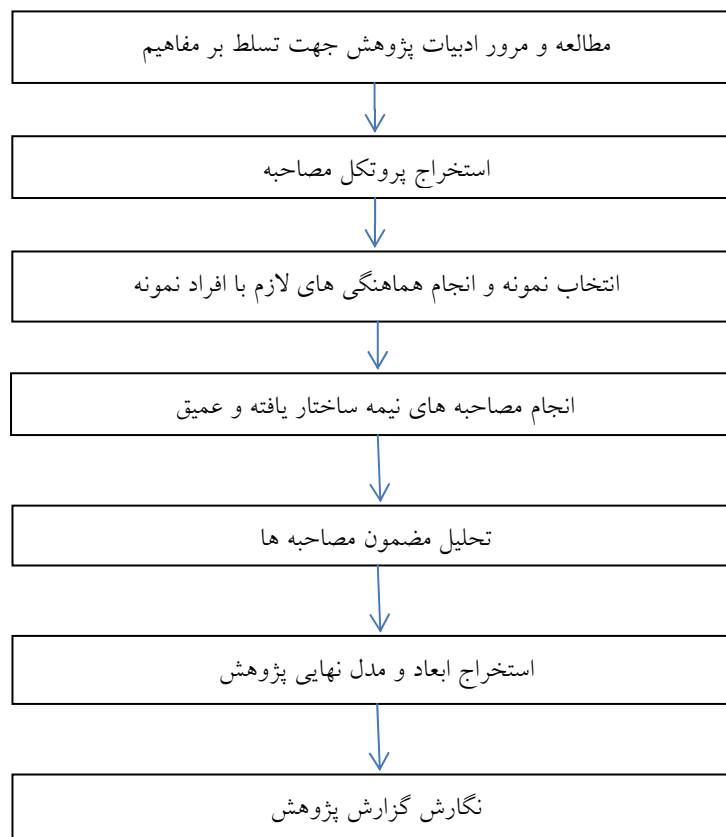 مطالعه و مرور ادبیات پژوهش جهت تسلط بر مفاهیم
استخراج پروتکل مصاحبه
انتخاب نمونه و انجام هماهنگی های لازم با افراد نمونه
انجام مصاحبه های نیمه ساختار یافته و عمیق
تحلیل مضمون مصاحبه ها
استخراج ابعاد و مدل نهایی پژوهش
نگارش گزارش پژوهش